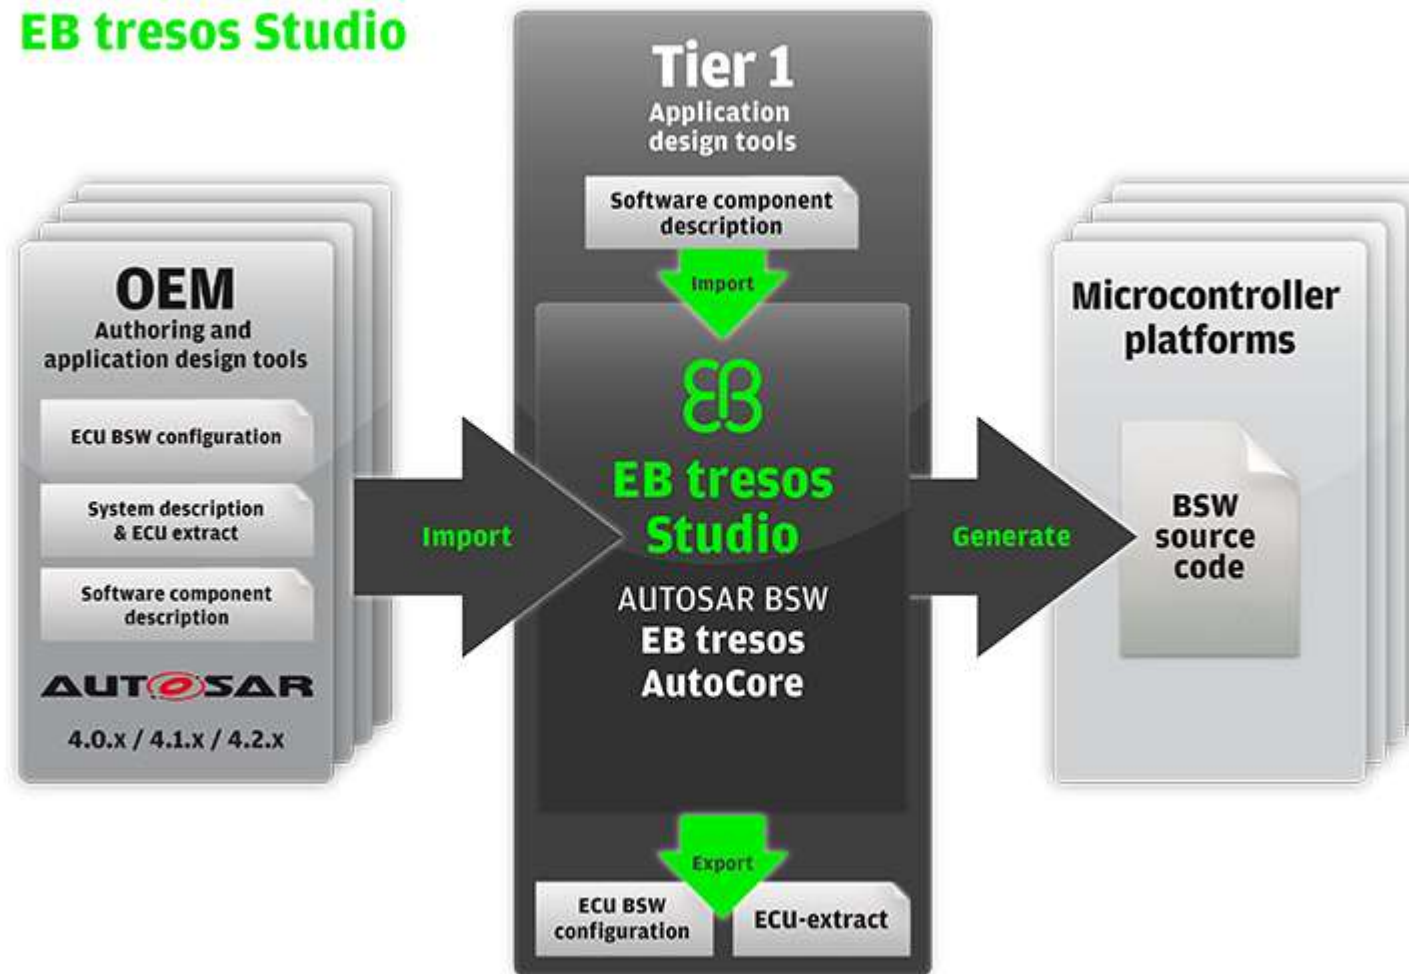 EB tresos Studio
OEM
Authoring and
application design tools
ECU BSW configuration
System description
& ECU extract
Software component
description
AUTOSAR
4.0.x / 4.1.x / 4.2.x
Import
Tier 1
Application
design tools
Software component
description
Import
EB
EB tresos
Studio
AUTOSAR BSW
EB tresos
AutoCore
Export
ECU BSW
configuration
ECU-extract
Generate
Microcontroller
platforms
BSW
source
code